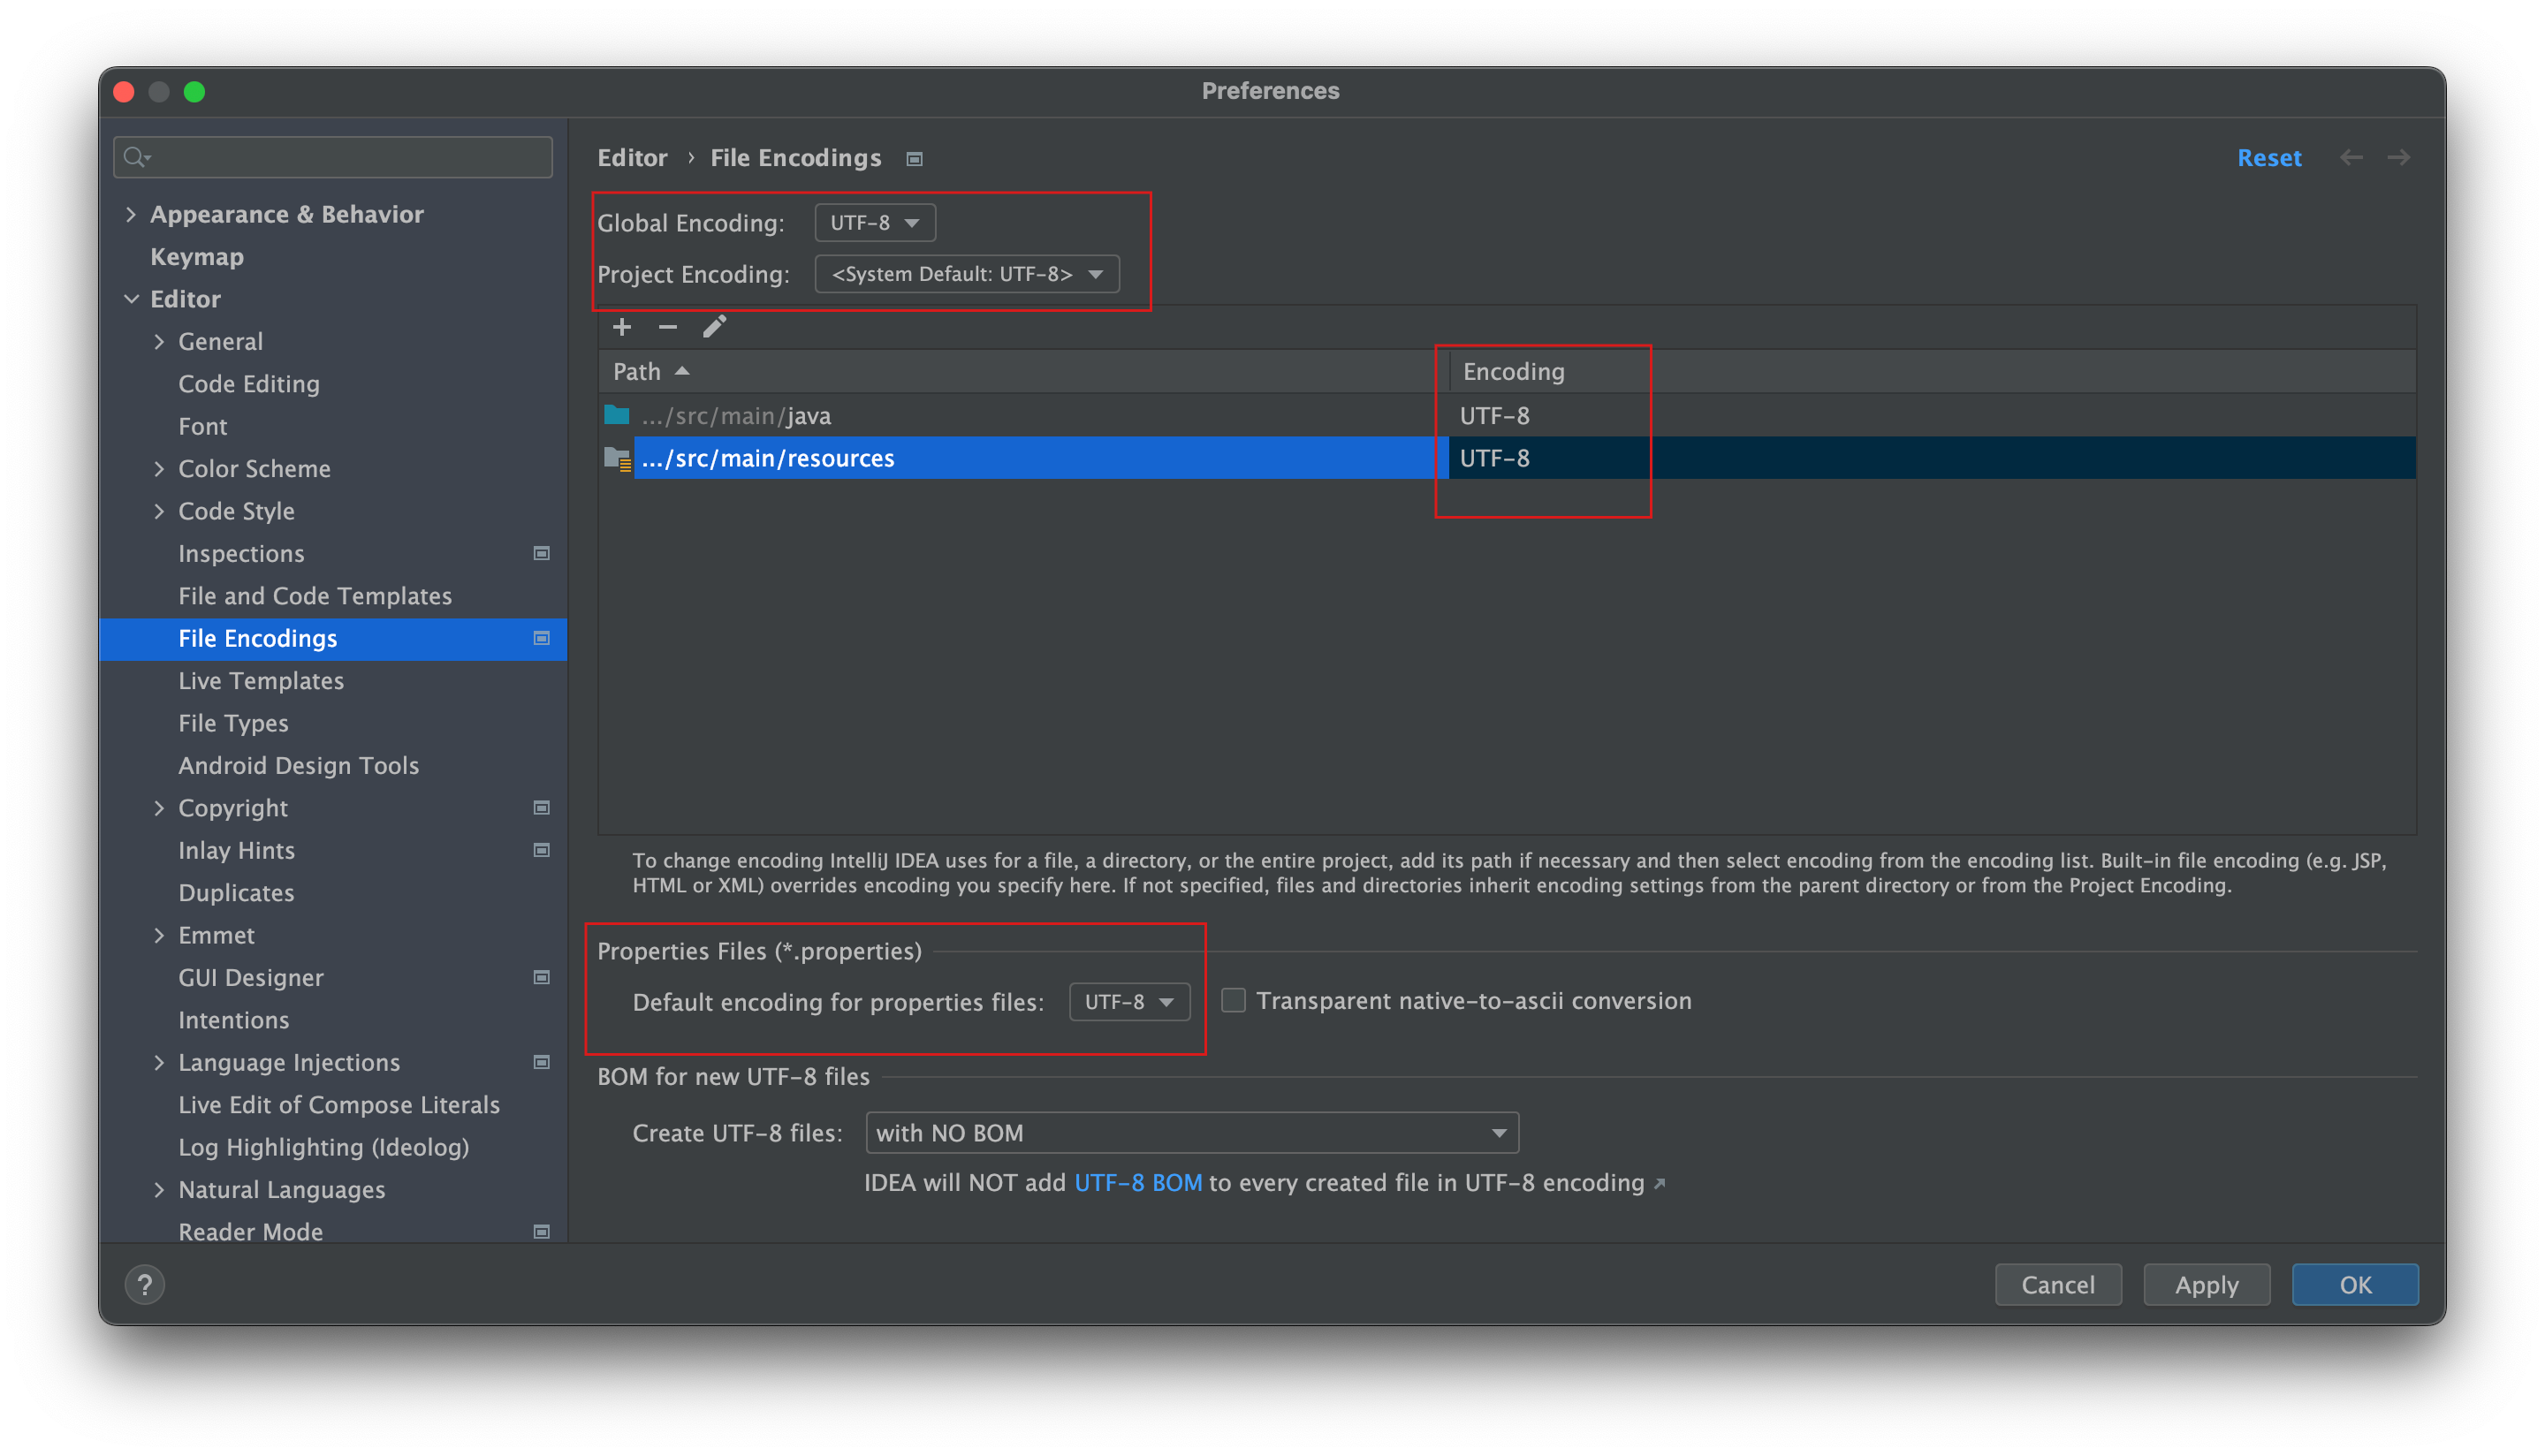 Preferences
Editor › File Encodings
Reset
Appearance & Behavior
Keymap
Editor
General
Code Editing
Font
Color Scheme
Code Style
Inspections
File and Code Templates
File Encodings
Live Templates
File Types
Android Design Tools
Copyright
Inlay Hints
Duplicates
Emmet
GUI Designer
Intentions
Language Injections
Live Edit of Compose Literals
Log Highlighting (Ideolog)
Natural Languages
Reader Mode
Global Encoding: UTF-8
Project Encoding: <System Default: UTF-8>
Path Encoding
.../src/main/java UTF-8
.../src/main/resources UTF-8
To change encoding IntelliJ IDEA uses for a file, a directory, or the entire project, add its path if necessary and then select encoding from the encoding list. Built-in file encoding (e.g. JSP,
HTML or XML) overrides encoding you specify here. If not specified, files and directories inherit encoding settings from the parent directory or from the Project Encoding.
Properties Files (*.properties)
Default encoding for properties files: UTF-8 Transparent native-to-ascii conversion
BOM for new UTF-8 files
Create UTF-8 files: with NO BOM
IDEA will NOT add UTF-8 BOM to every created file in UTF-8 encoding
? Cancel Apply OK